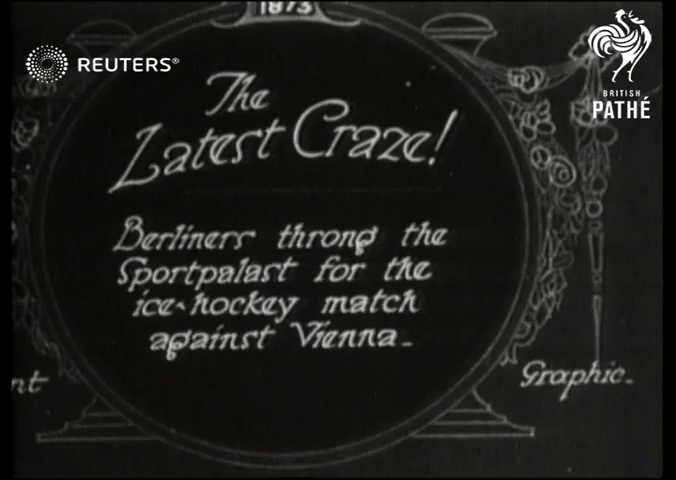 1873
REUTERS®
BRITISH
PATHÉ
The
Latest Craze!
Berliners throng the
Sportpalast for the
ice-hockey match
against Vienna-
nt
Graphic-